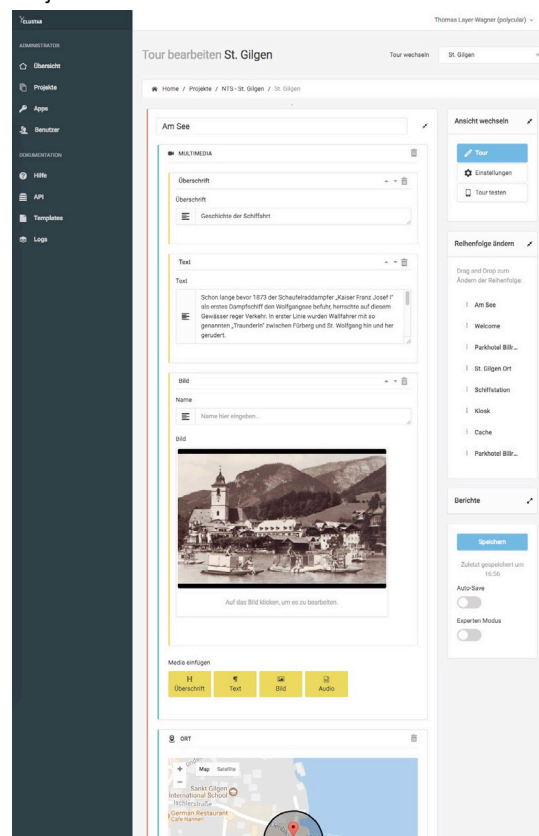 CLUSTAR
Thomas Layer-Wagner (polycular)
ADMINISTRATOR
Übersicht
Projekte
Apps
Benutzer
DOKUMENTATION
Hilfe
API
Templates
Logs
Tour bearbeiten St. Gilgen
Tour wechseln
St. Gilgen
Home / Projekte / NTS - St. Gilgen / St. Gilgen
Am See
MULTIMEDIA
Überschrift
Überschrift
Geschichte der Schiffahrt
Text
Text
Schon lange bevor 1873 der Schaufelraddampfer „Kaiser Franz Josef I“
als erstes Dampfschiff den Wolfgangsee befuhr, herrschte auf diesem
Gewässer reger Verkehr. In erster Linie wurden Wallfahrer mit so
genannten „Traunderln“ zwischen Fürberg und St. Wolfgang hin und her
gerudert.
Bild
Name
Name hier eingeben...
Bild
Auf das Bild klicken, um es zu bearbeiten.
Media einfügen
H
Überschrift
Text
Bild
Audio
ORT
+
Map
Satellite
−
Sankt Gilgen
International School
Ischlerstraße
German Restaurant
Cafe Nannerl
Ansicht wechseln
Tour
Einstellungen
Tour testen
Reihenfolge ändern
Drag and Drop zum
Ändern der Reihenfolge:
Am See
Welcome
Parkhotel Billr...
St. Gilgen Ort
Schiffstation
Kiosk
Cache
Parkhotel Billr...
Berichte
Speichern
Zuletzt gespeichert um
16:56
Auto-Save
Experten Modus